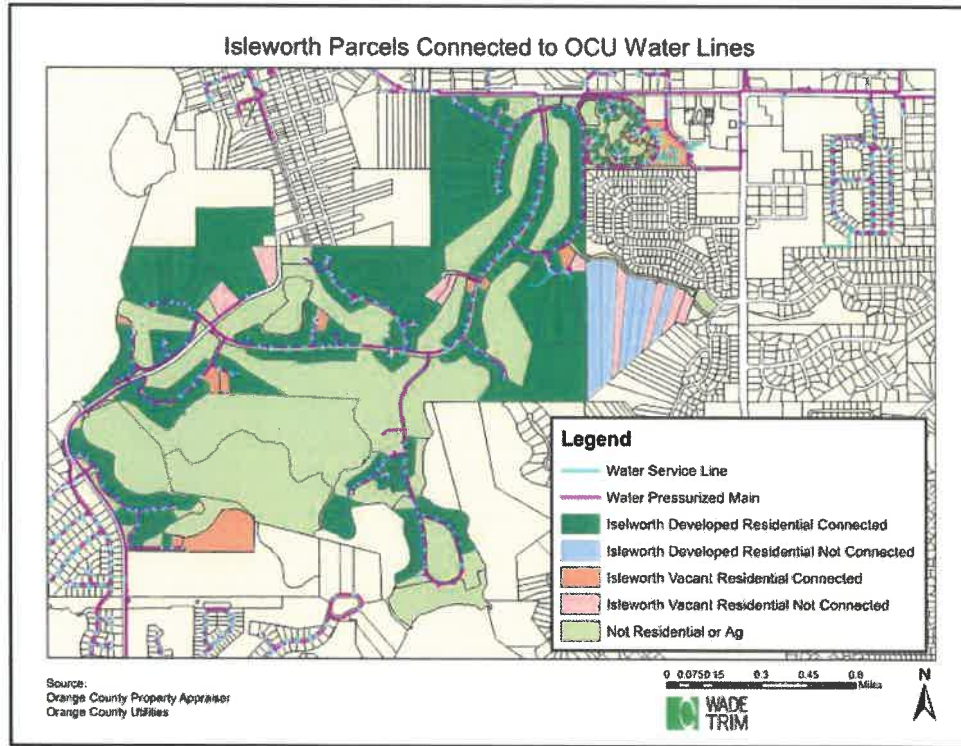 Isleworth Parcels Connected to OCU Water Lines
Legend
Water Service Line
Water Pressurized Main
Iselworth Developed Residential Connected
Isleworth Developed Residential Not Connected
Isleworth Vacant Residential Connected
Isleworth Vacant Residential Not Connected
Not Residential or Ag
Source:
Orange County Property Appraiser
Orange County Utilities
0 0.075 0.15 0.3 0.45 0.6
Miles
N
WADE
TRIM